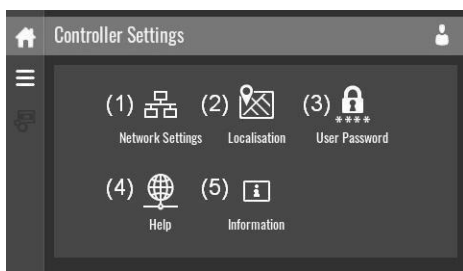 Controller Settings
(1) (2) (3)
****
Network Settings Localisation User Password
(4) (5)
Help Information